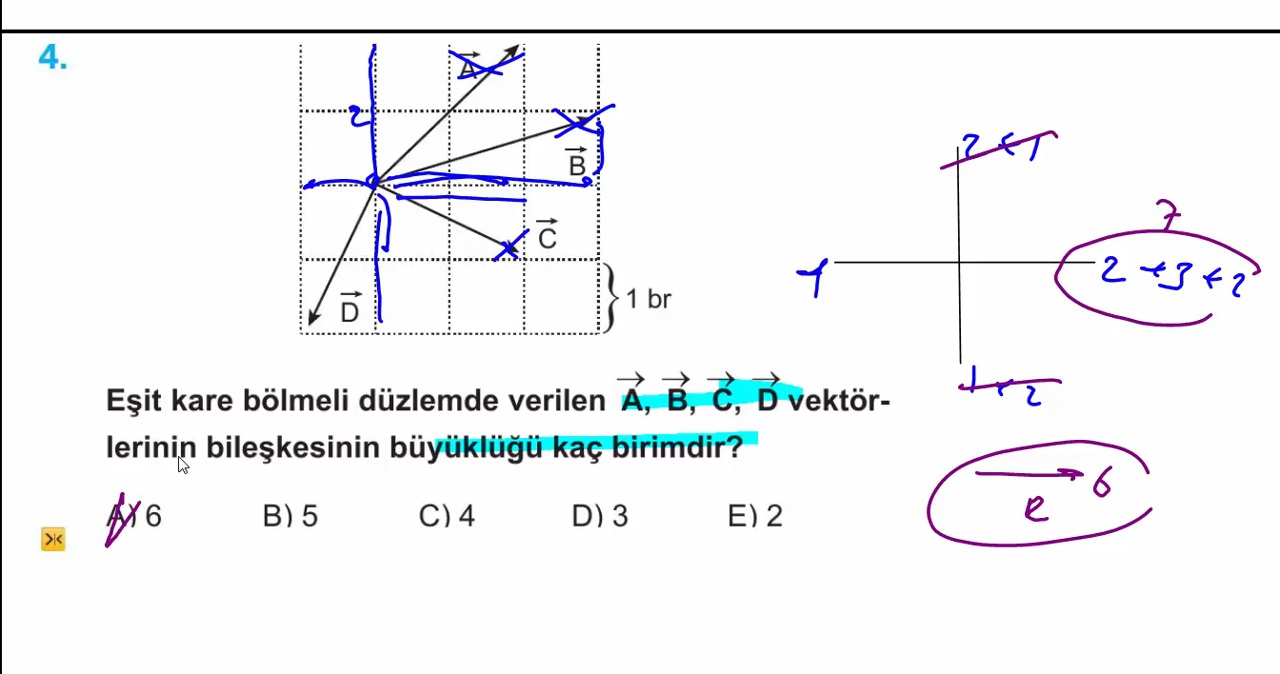 4.
A
2
B
C
D
1 br
2 + 1
7
1
2 + 3 + 2
1 + 2
Eşit kare bölmeli düzlemde verilen A, B, C, D vektör-
lerinin bileşkesinin büyüklüğü kaç birimdir?
6
R
A) 6 B) 5 C) 4 D) 3 E) 2